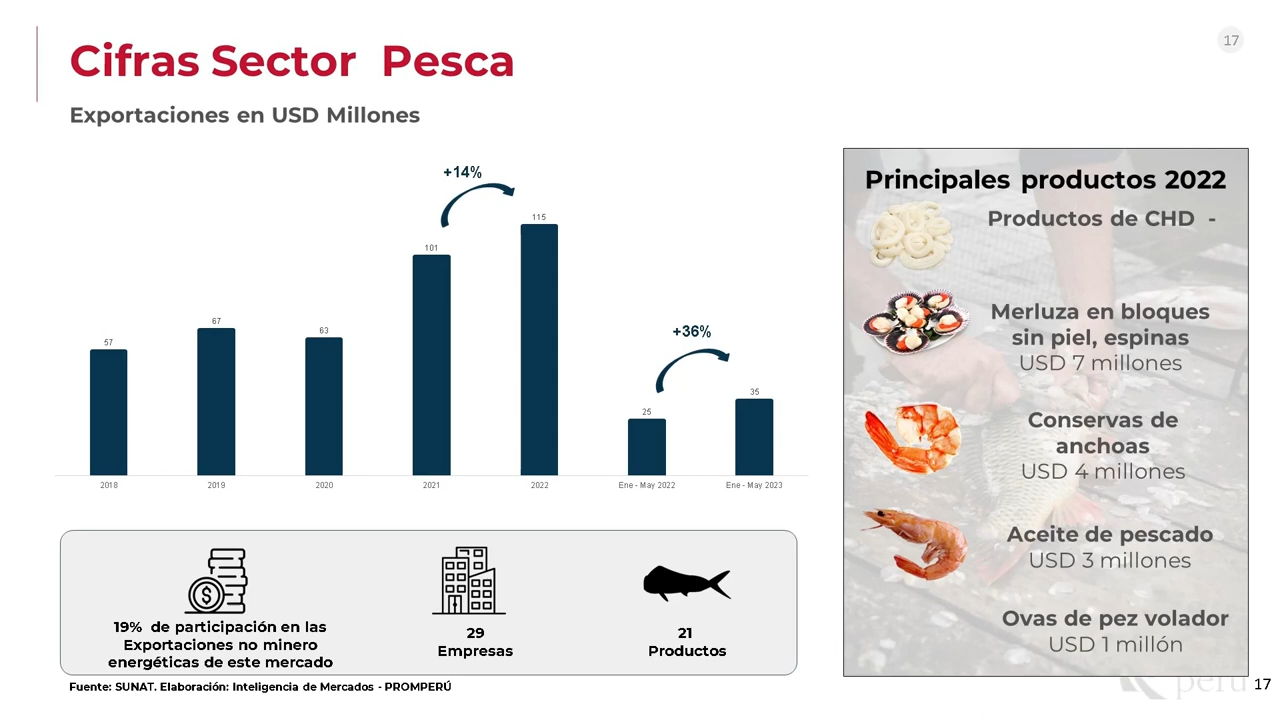 17
Cifras Sector Pesca
Exportaciones en USD Millones
+14%
115
101
67
63
57
+36%
35
25
2018
2019
2020
2021
2022
Ene - May 2022
Ene - May 2023
19% de participación en las
Exportaciones no minero
energéticas de este mercado
29
Empresas
21
Productos
Fuente: SUNAT. Elaboración: Inteligencia de Mercados - PROMPERÚ
Principales productos 2022
Productos de CHD -
Merluza en bloques
sin piel, espinas
USD 7 millones
Conservas de
anchoas
USD 4 millones
Aceite de pescado
USD 3 millones
Ovas de pez volador
USD 1 millón
perú
17